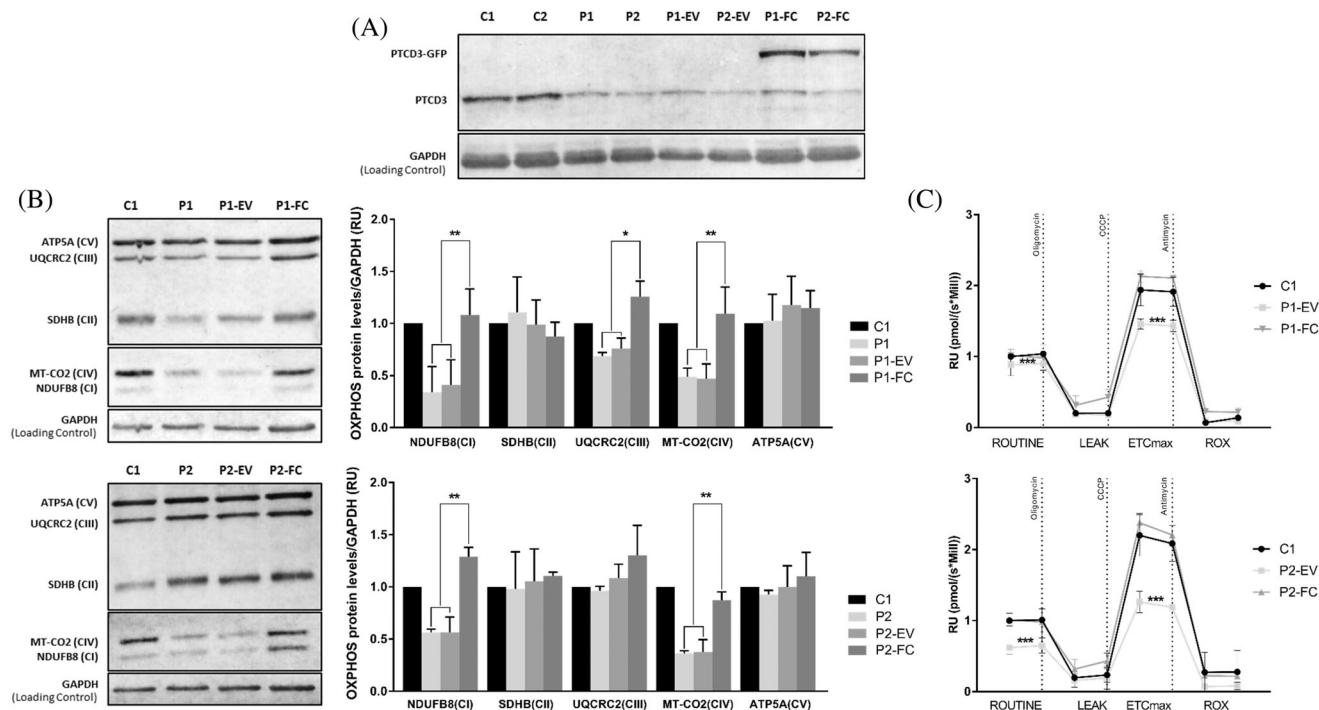 (A)
C1 C2 P1 P2 P1-EV P2-EV P1-FC P2-FC
PTCD3-GFP
PTCD3
GAPDH
(Loading Control)
(B)
C1 P1 P1-EV P1-FC
ATP5A (CV)
UQCRC2 (CIII)
SDHB (CII)
MT-CO2 (CIV)
NDUFB8 (CI)
GAPDH
(Loading Control)
OXPHOS protein levels/GAPDH (RU)
2.0
1.5
1.0
0.5
0.0
** * **
NDUFB8(CI) SDHB(CII) UQCRC2(CIII) MT-CO2(CIV) ATP5A(CV)
C1
P1
P1-EV
P1-FC
(C)
RU (pmol/(s*Mill))
3
2
1
0
Oligomycin
CCCP
Antimycin
***
***
ROUTINE LEAK ETCmax ROX
C1
P1-EV
P1-FC
C1 P2 P2-EV P2-FC
ATP5A (CV)
UQCRC2 (CIII)
SDHB (CII)
MT-CO2 (CIV)
NDUFB8 (CI)
GAPDH
(Loading Control)
OXPHOS protein levels/GAPDH (RU)
2.0
1.5
1.0
0.5
0.0
** **
NDUFB8(CI) SDHB(CII) UQCRC2(CIII) MT-CO2(CIV) ATP5A(CV)
C1
P2
P2-EV
P2-FC
RU (pmol/(s*Mill))
3
2
1
0
Oligomycin
CCCP
Antimycin
***
***
ROUTINE LEAK ETCmax ROX
C1
P2-EV
P2-FC